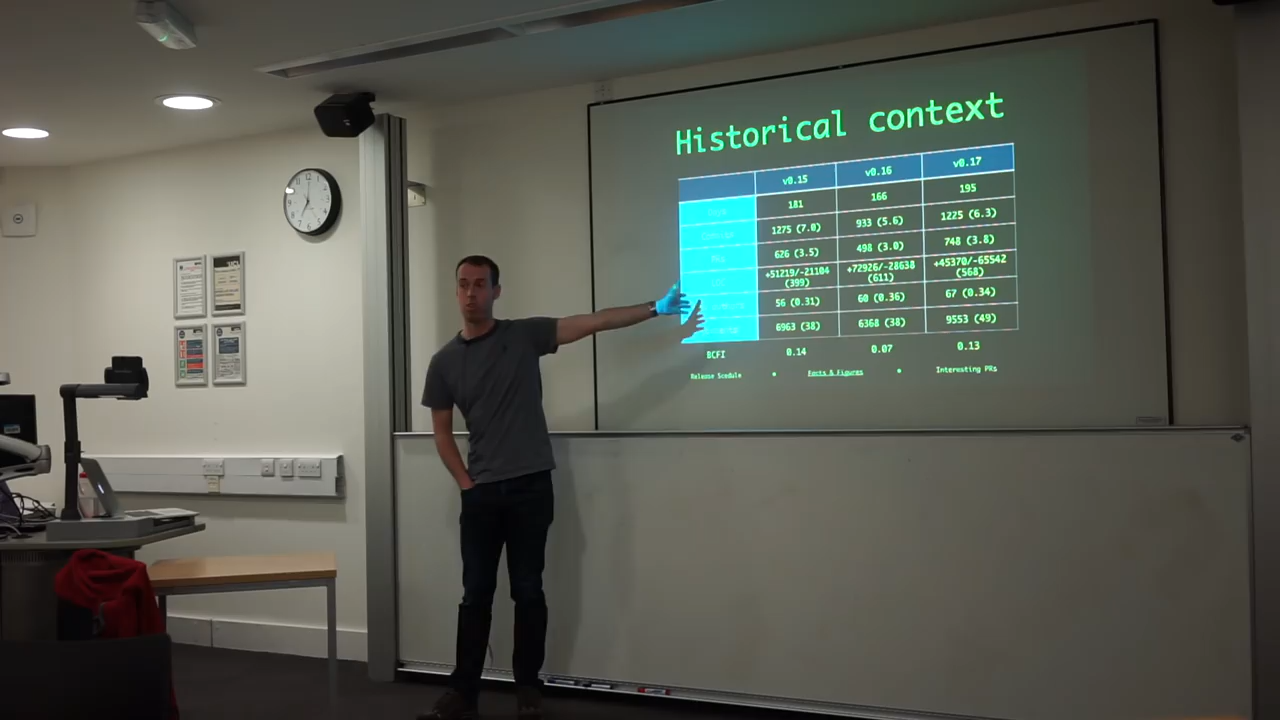 Historical context
v0.15 v0.16 v0.17
181 166 195
1275 (7.0) 933 (5.6) 1225 (6.3)
PRs 626 (3.5) 498 (3.0) 748 (3.8)
LOC +51219/-21104 (399) +72926/-28638 (611) +45370/-65542 (568)
56 (0.31) 60 (0.36) 67 (0.34)
6963 (38) 6368 (38) 9553 (49)
BCFI 0.14 0.07 0.13
Release Scedule • Facts & Figures • Interesting PRs